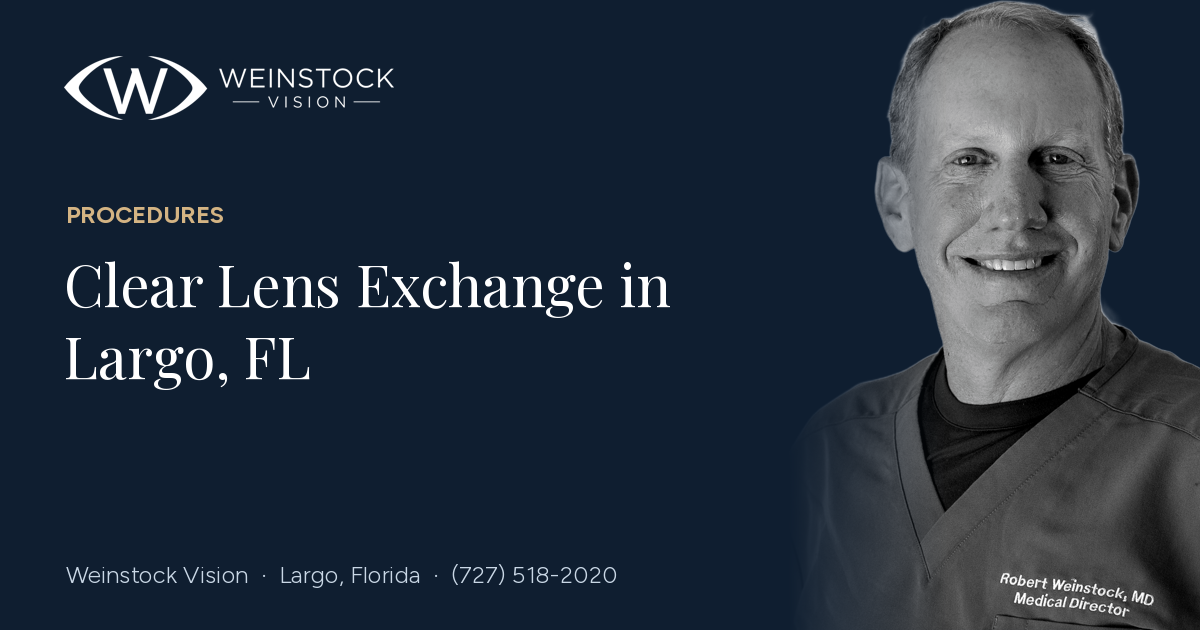 W WEINSTOCK
VISION
PROCEDURES
Clear Lens Exchange in
Largo, FL
Weinstock Vision · Largo, Florida · (727) 518-2020
Robert Weinstock, MD
Medical Director